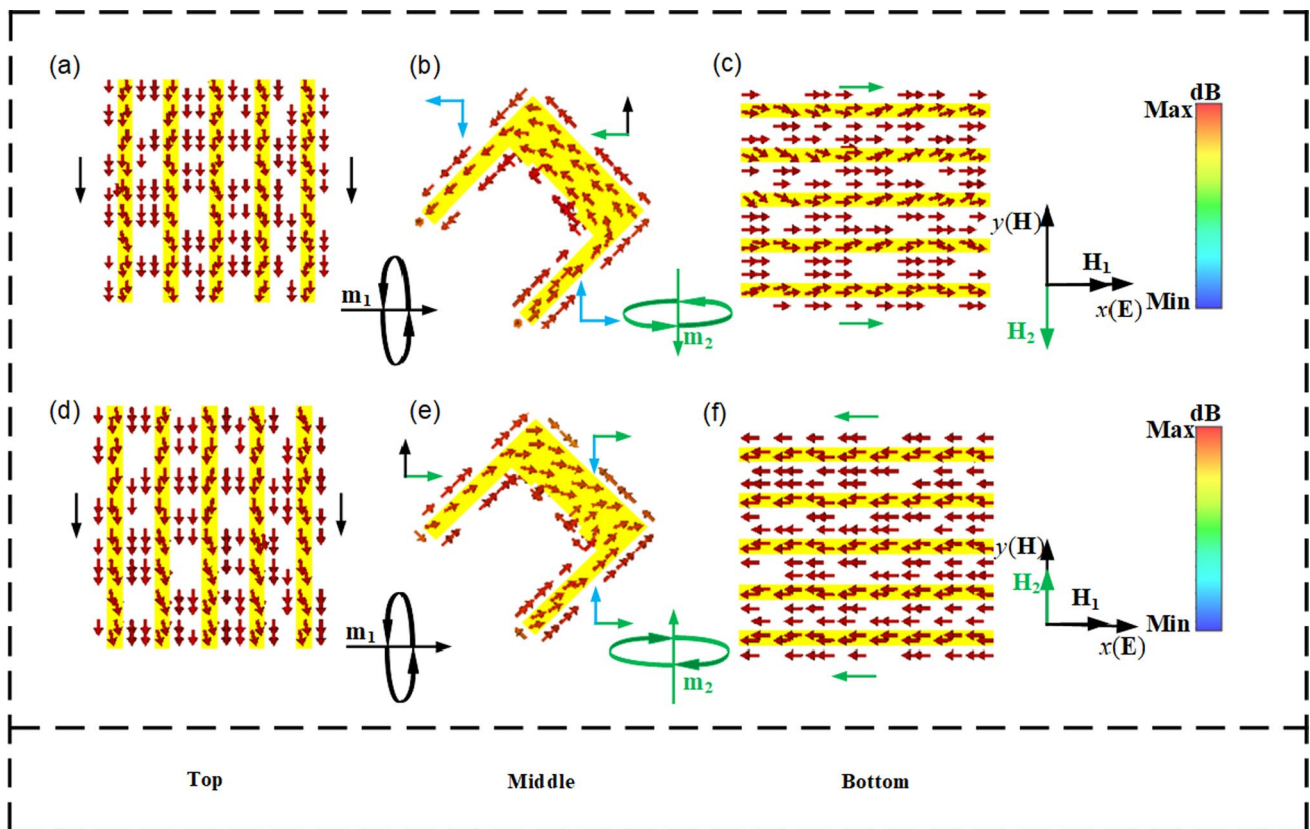 (a)
(b)
(c)
dB
Max
Min
y(H)
H₁
x(E)
H₂
m₁
m₂
(d)
(e)
(f)
dB
Max
Min
y(H)
H₂
H₁
x(E)
m₁
m₂
Top
Middle
Bottom